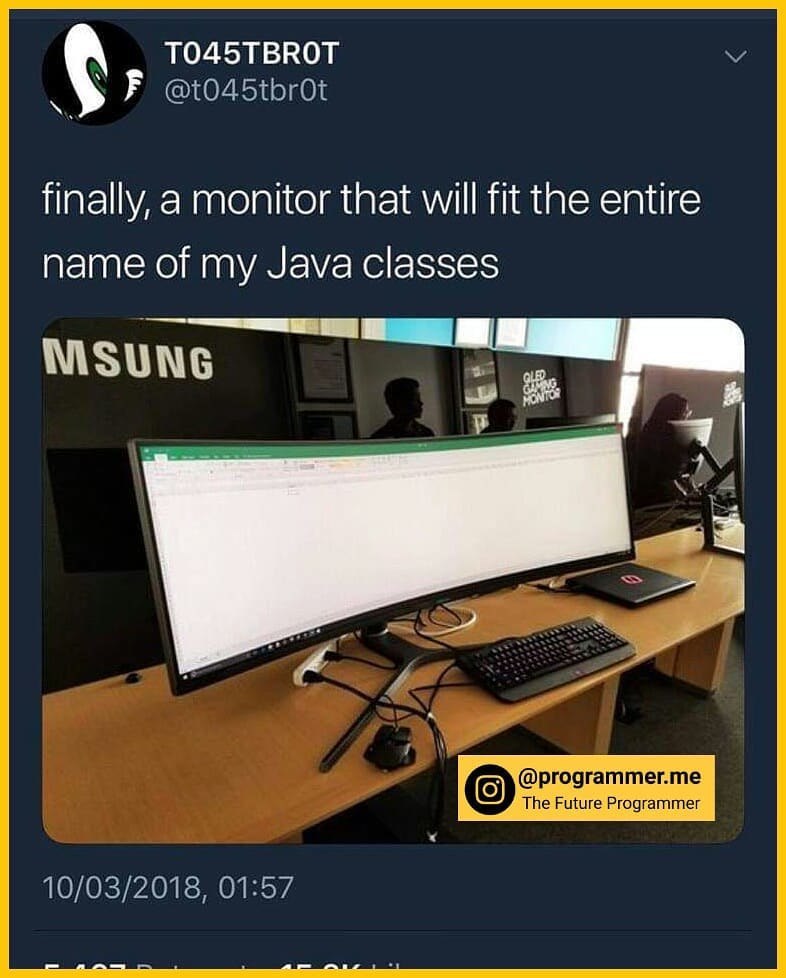 T045TBR0T
@t045tbr0t
finally, a monitor that will fit the entire
name of my Java classes
MSUNG
QLED
GAMING
MONITOR
@programmer.me
The Future Programmer
10/03/2018, 01:57